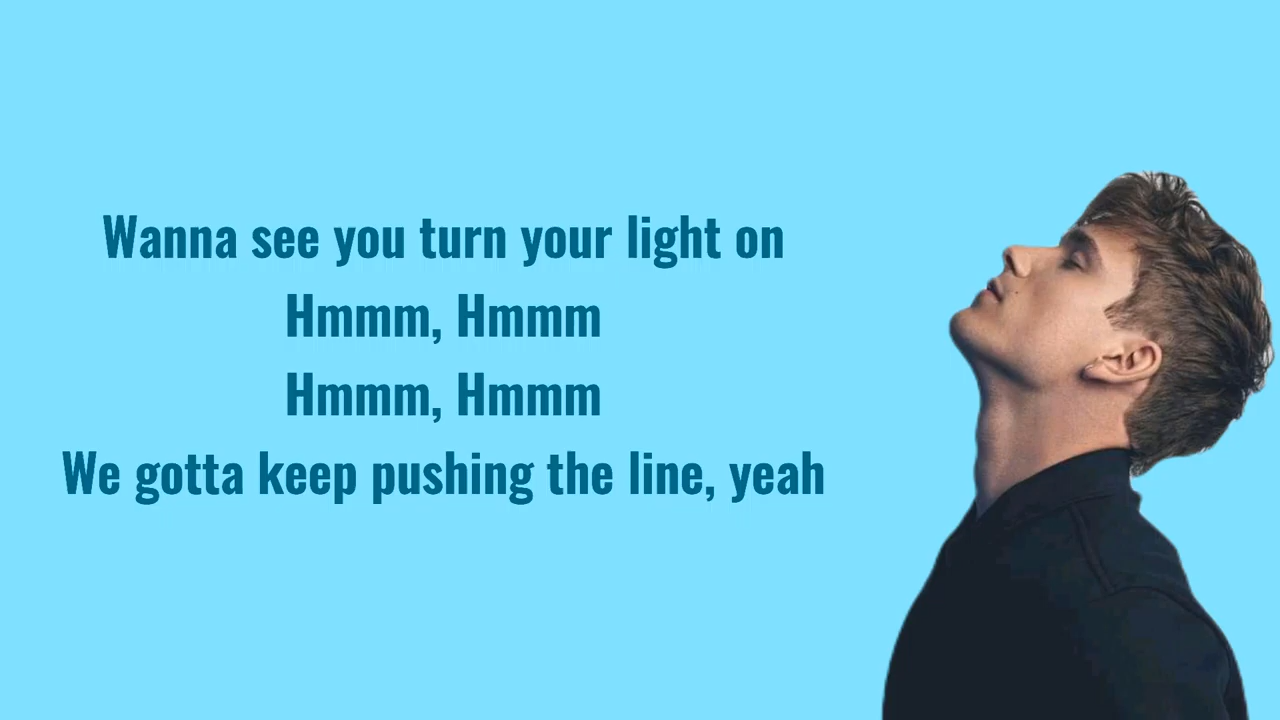 Wanna see you turn your light on
Hmmm, Hmmm
Hmmm, Hmmm
We gotta keep pushing the line, yeah